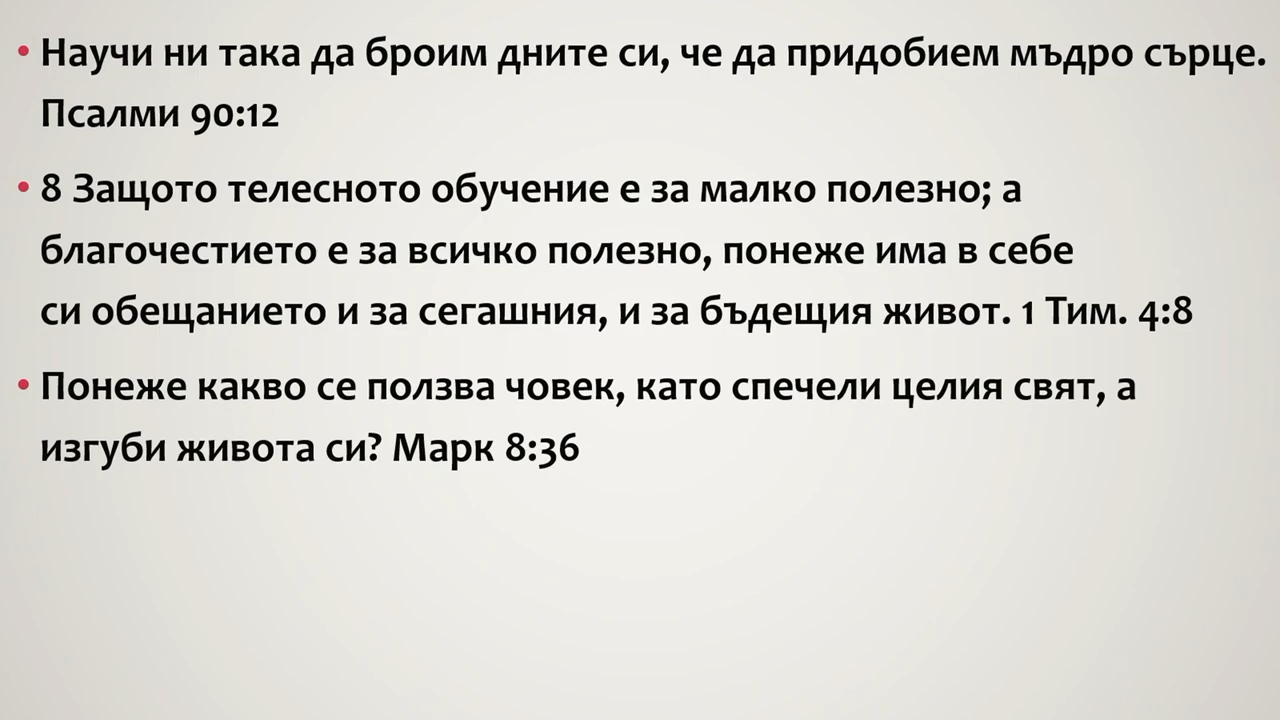 • Научи ни така да броим дните си, че да придобием мъдро сърце.
Псалми 90:12
• 8 Защото телесното обучение е за малко полезно; а
благочестието е за всичко полезно, понеже има в себе
си обещанието и за сегашния, и за бъдещия живот. 1 Тим. 4:8
• Понеже какво се ползва човек, като спечели целия свят, а
изгуби живота си? Марк 8:36